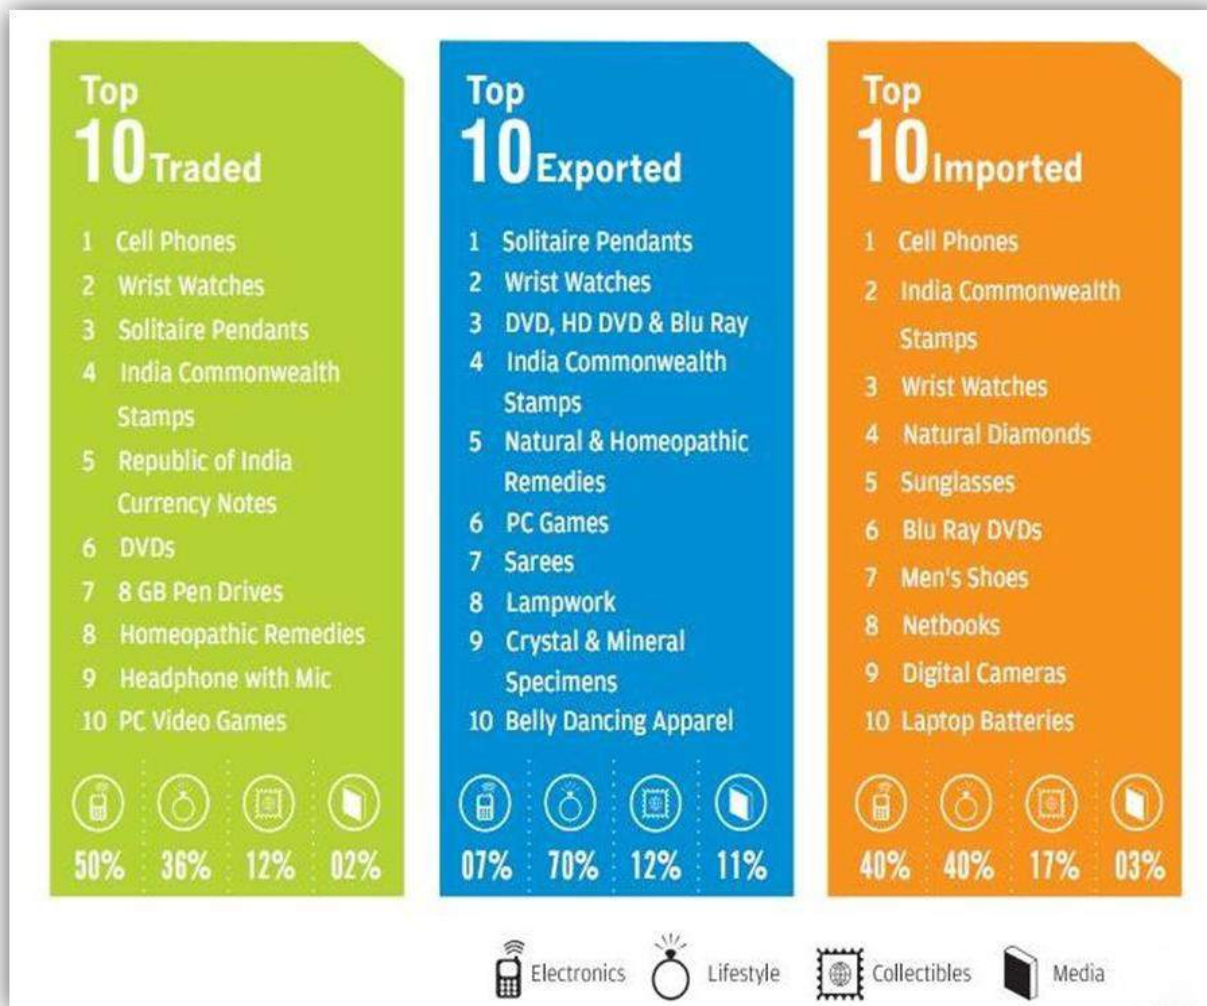 Top
10 Traded
1 Cell Phones
2 Wrist Watches
3 Solitaire Pendants
4 India Commonwealth
Stamps
5 Republic of India
Currency Notes
6 DVDs
7 8 GB Pen Drives
8 Homeopathic Remedies
9 Headphone with Mic
10 PC Video Games
50% 36% 12% 02%
Top
10 Exported
1 Solitaire Pendants
2 Wrist Watches
3 DVD, HD DVD & Blu Ray
4 India Commonwealth
Stamps
5 Natural & Homeopathic
Remedies
6 PC Games
7 Sarees
8 Lampwork
9 Crystal & Mineral
Specimens
10 Belly Dancing Apparel
07% 70% 12% 11%
Top
10 Imported
1 Cell Phones
2 India Commonwealth
Stamps
3 Wrist Watches
4 Natural Diamonds
5 Sunglasses
6 Blu Ray DVDs
7 Men's Shoes
8 Netbooks
9 Digital Cameras
10 Laptop Batteries
40% 40% 17% 03%
Electronics Lifestyle Collectibles Media